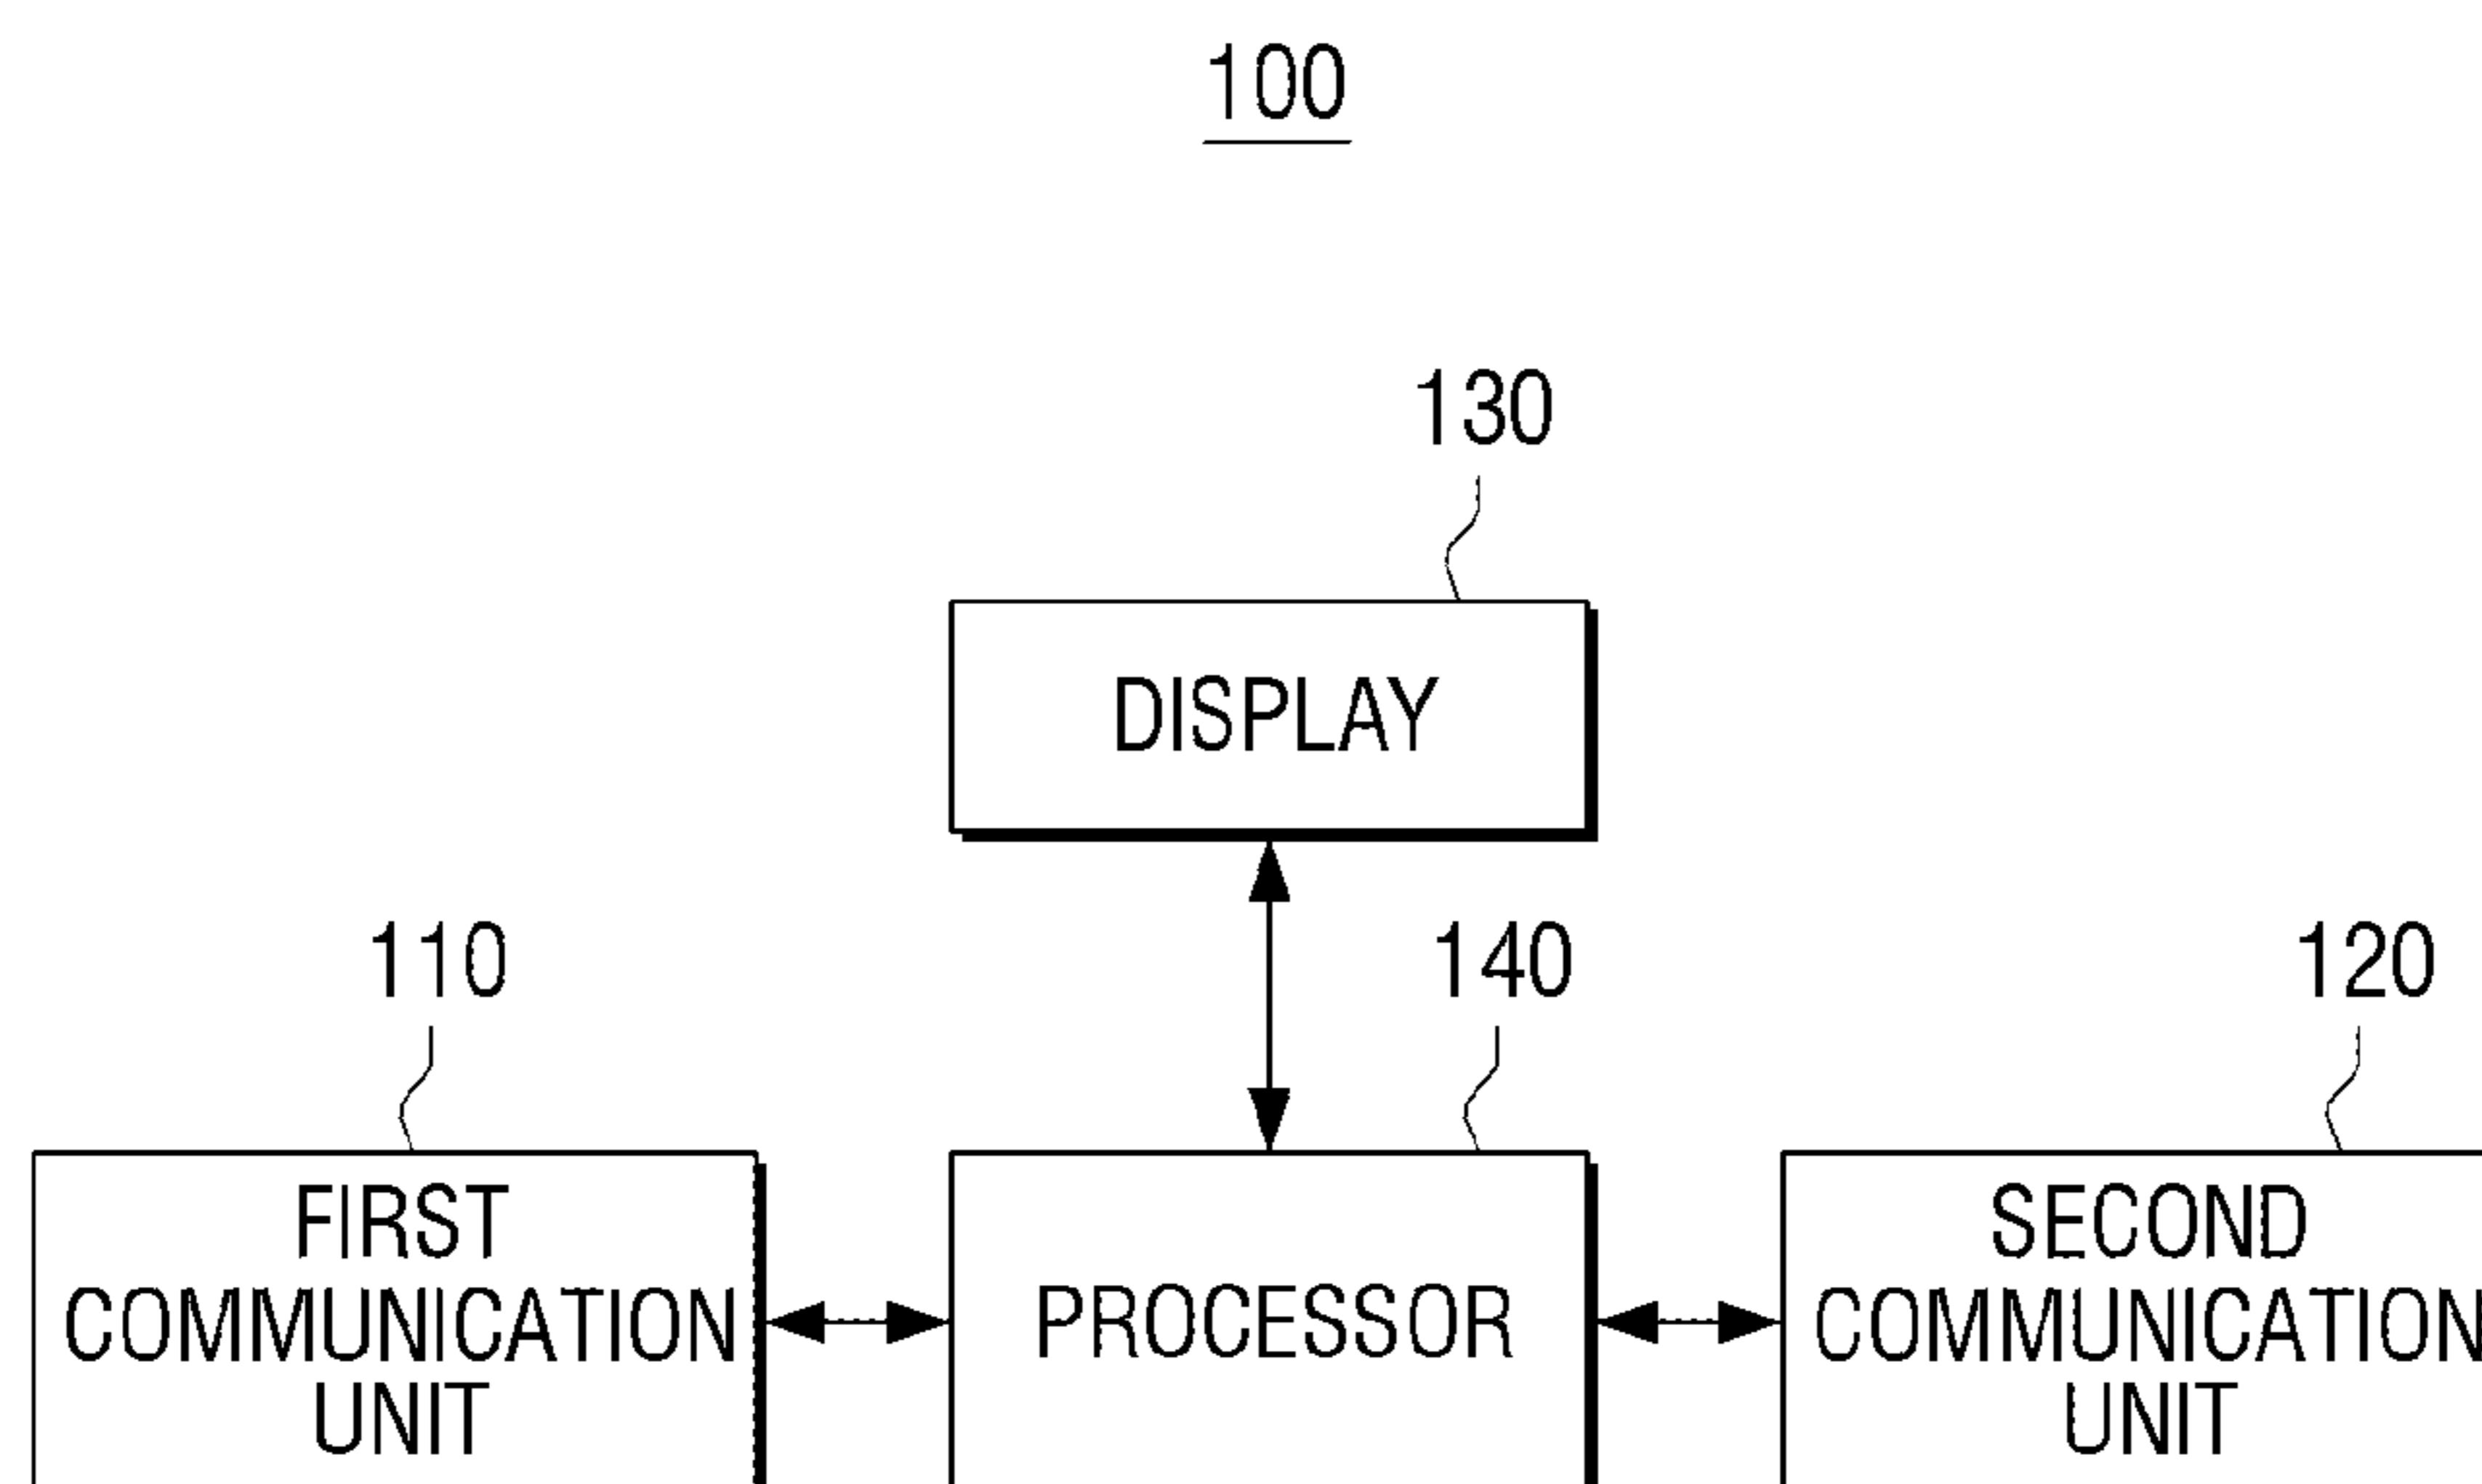 100
130
DISPLAY
110
140
120
FIRST
COMMUNICATION
UNIT
PROCESSOR
SECOND
COMMUNICATION
UNIT